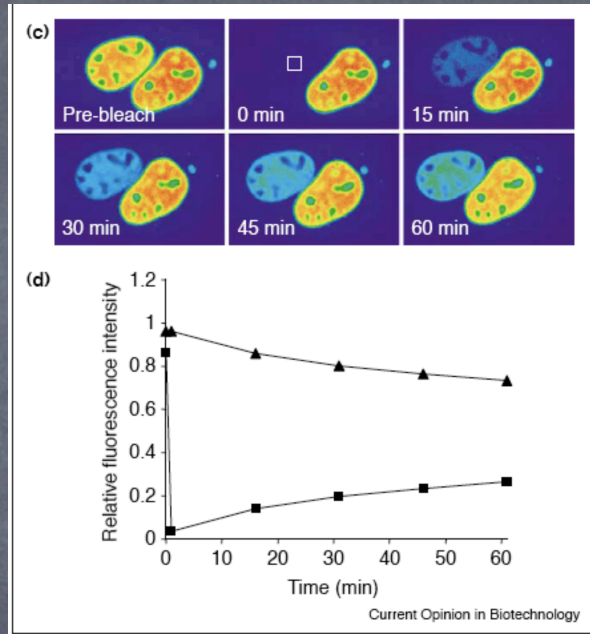 (c)
Pre-bleach
0 min
15 min
30 min
45 min
60 min
(d)
Relative fluorescence intensity
1.2
1
0.8
0.6
0.4
0.2
0
0 10 20 30 40 50 60
Time (min)
Current Opinion in Biotechnology